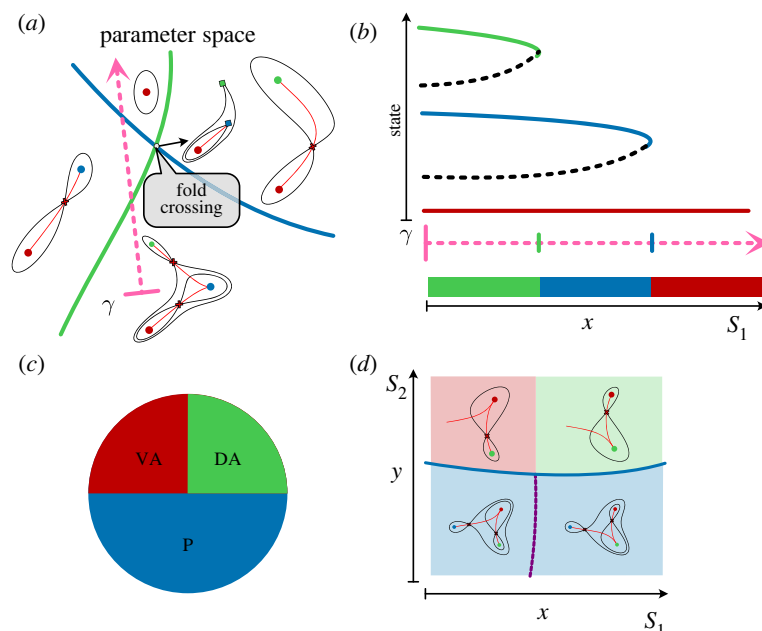 (a)
parameter space
fold
crossing
γ
(b)
state
γ
x
S1
(c)
VA
DA
P
(d)
S2
y
x
S1